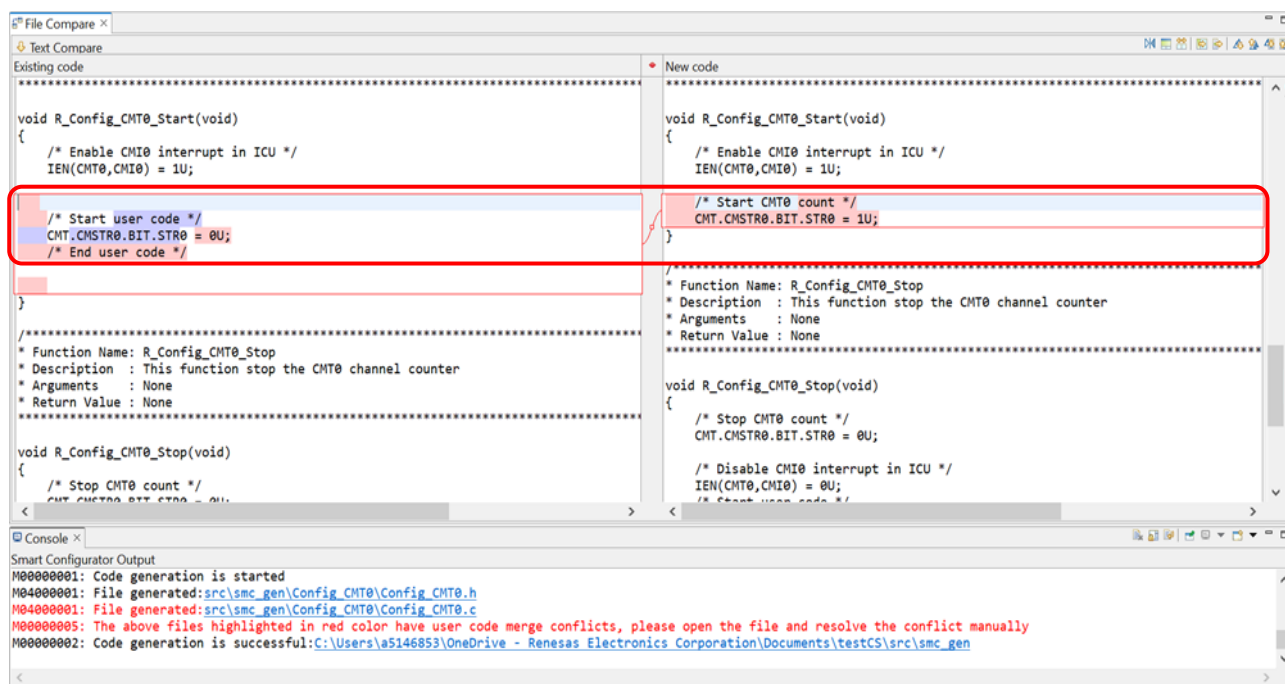 File Compare
Text Compare
Existing code
New code
********************************************************************************
void R_Config_CMT0_Start(void)
{
/* Enable CMI0 interrupt in ICU */
IEN(CMT0,CMI0) = 1U;
/* Start user code */
CMT.CMSTR0.BIT.STR0 = 0U;
/* End user code */
}
/*******************************************************************************
* Function Name: R_Config_CMT0_Stop
* Description  : This function stop the CMT0 channel counter
* Arguments    : None
* Return Value : None
********************************************************************************
void R_Config_CMT0_Stop(void)
{
/* Stop CMT0 count */
CMT.CMSTR0.BIT.STR0 = 0U;
********************************************************************************
void R_Config_CMT0_Start(void)
{
/* Enable CMI0 interrupt in ICU */
IEN(CMT0,CMI0) = 1U;
/* Start CMT0 count */
CMT.CMSTR0.BIT.STR0 = 1U;
}
/*******************************************************************************
* Function Name: R_Config_CMT0_Stop
* Description  : This function stop the CMT0 channel counter
* Arguments    : None
* Return Value : None
********************************************************************************
void R_Config_CMT0_Stop(void)
{
/* Stop CMT0 count */
CMT.CMSTR0.BIT.STR0 = 0U;
/* Disable CMI0 interrupt in ICU */
IEN(CMT0,CMI0) = 0U;
/* Start user code */
Console
Smart Configurator Output
M00000001: Code generation is started
M04000001: File generated:src\smc_gen\Config_CMT0\Config_CMT0.h
M04000001: File generated:src\smc_gen\Config_CMT0\Config_CMT0.c
M00000005: The above files highlighted in red color have user code merge conflicts, please open the file and resolve the conflict manually
M00000002: Code generation is successful:C:\Users\a5146853\OneDrive - Renesas Electronics Corporation\Documents\testCS\src\smc_gen